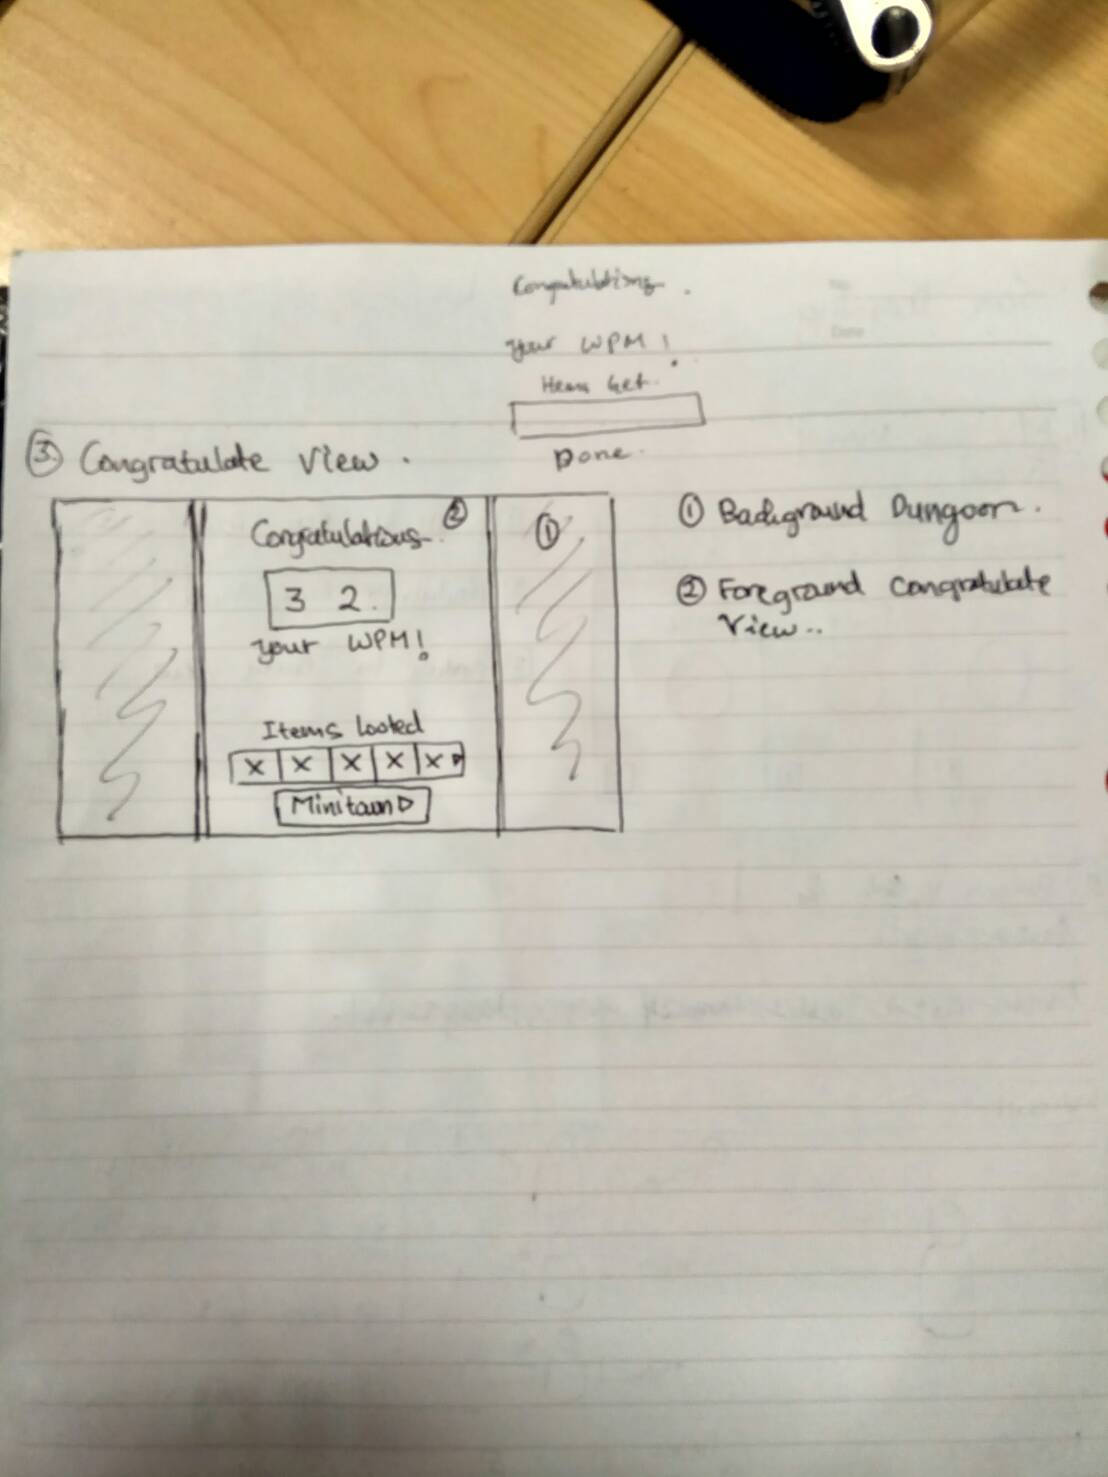 Congratulations.
your WPM!
Items Get.
Done.
③ Congratulate View.
Congratulations. ②
3 2.
your WPM!
Items looted
X X X X X
Minitown ▷
①
① Background Dungeon.
② Foreground Congratulate
View..